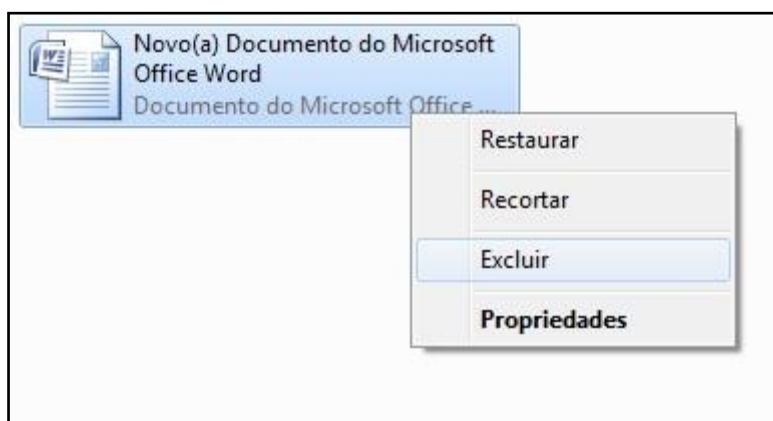 Novo(a) Documento do Microsoft
Office Word
Documento do Microsoft Office ...
Restaurar
Recortar
Excluir
Propriedades